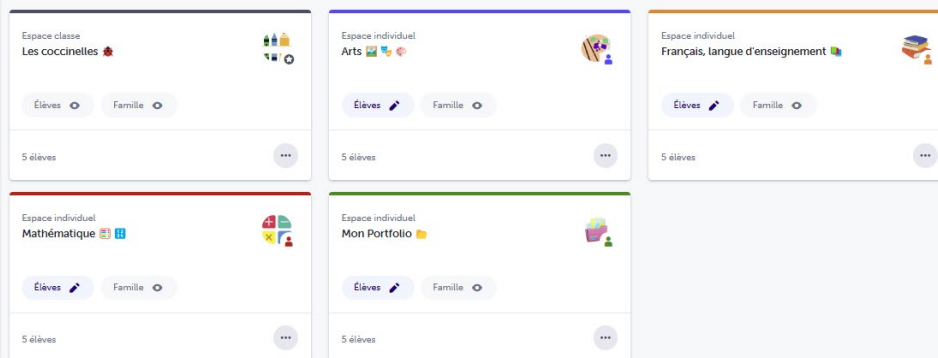 Espace classe
Les coccinelles 🐞
Élèves Famille
5 élèves
Espace individuel
Arts 🖼️ 🎭 🎨
Élèves Famille
5 élèves
Espace individuel
Français, langue d'enseignement 📚
Élèves Famille
5 élèves
Espace individuel
Mathématique 🧮 🔢
Élèves Famille
5 élèves
Espace individuel
Mon Portfolio 📁
Élèves Famille
5 élèves